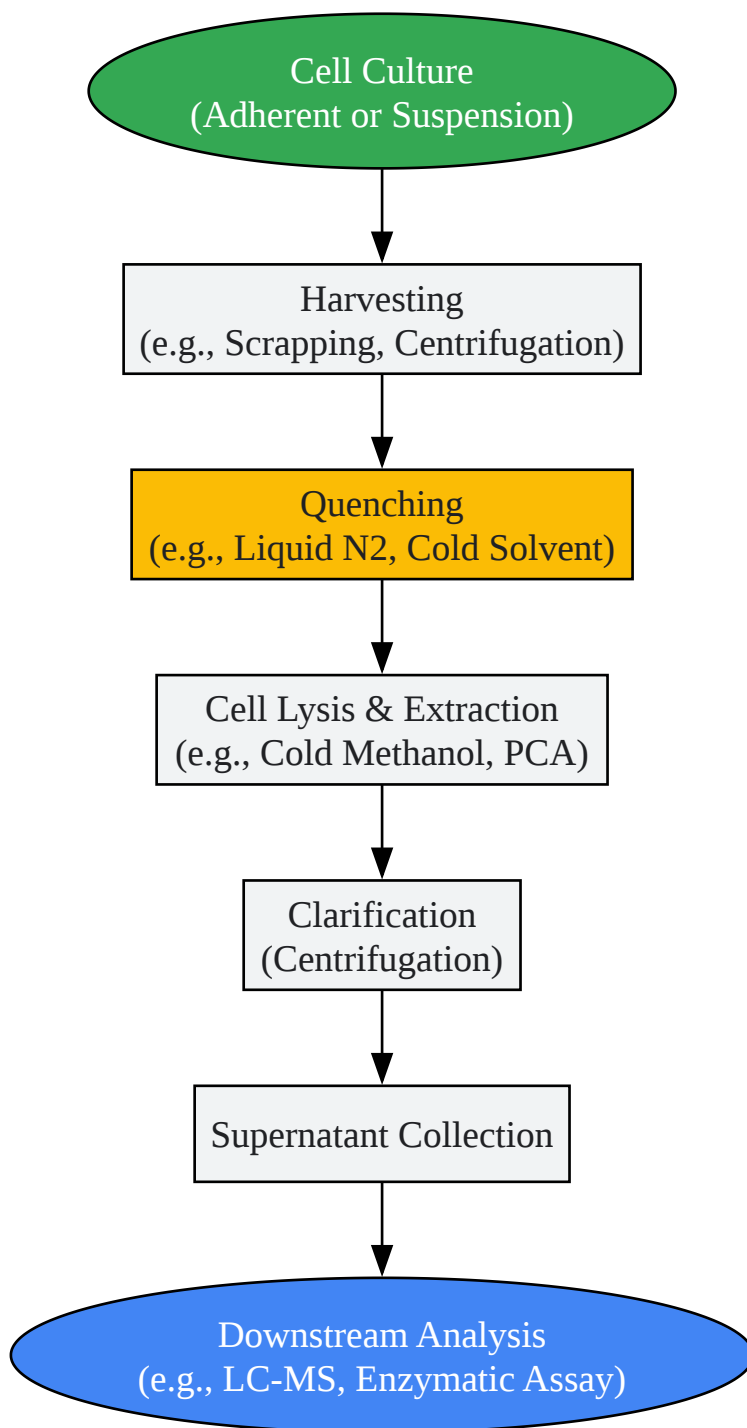 Cell Culture
(Adherent or Suspension)
Harvesting
(e.g., Scrapping, Centrifugation)
Quenching
(e.g., Liquid N2, Cold Solvent)
Cell Lysis & Extraction
(e.g., Cold Methanol, PCA)
Clarification
(Centrifugation)
Supernatant Collection
Downstream Analysis
(e.g., LC-MS, Enzymatic Assay)